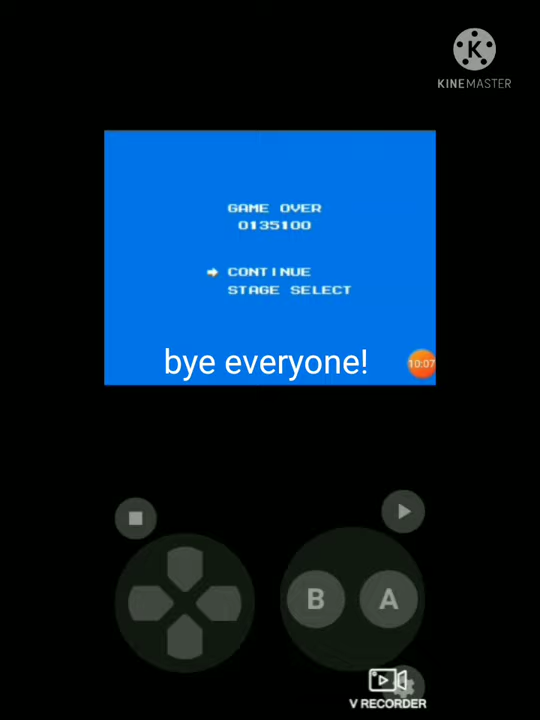 KINEMASTER
GAME OVER
0135100
CONTINUE
STAGE SELECT
bye everyone!
10:07
B A
V RECORDER